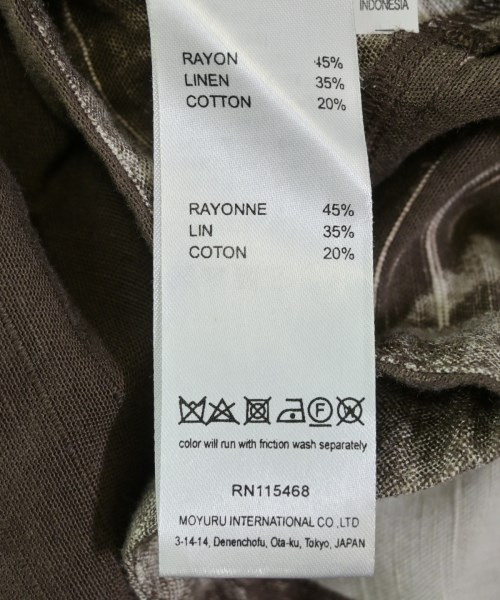 INDONESIA
RAYON 45%
LINEN 35%
COTTON 20%
RAYONNE 45%
LIN 35%
COTON 20%
F W
color will run with friction wash separately
RN115468
MOYURU INTERNATIONAL CO.,LTD
3-14-14, Denenchofu, Ota-ku, Tokyo, JAPAN